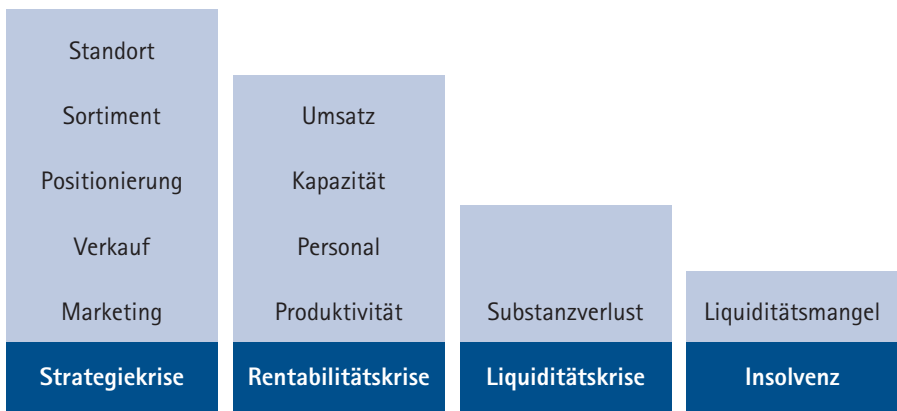 Standort
Sortiment
Positionierung
Verkauf
Marketing
Strategiekrise
Umsatz
Kapazität
Personal
Produktivität
Rentabilitätskrise
Substanzverlust
Liquiditätskrise
Liquiditätsmangel
Insolvenz